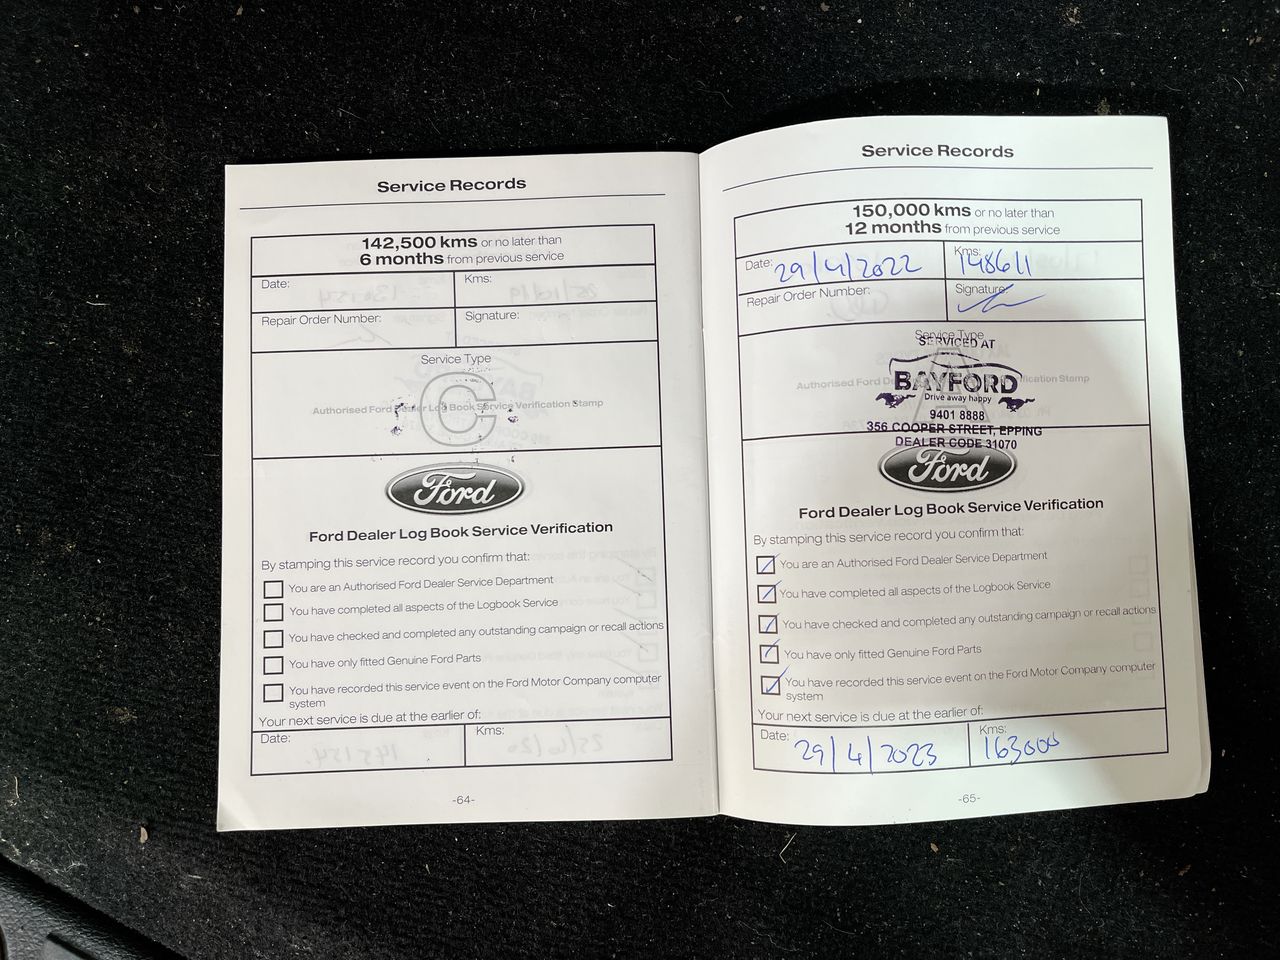 Service Records
142,500 kms or no later than
6 months from previous service
Date:
Kms:
Repair Order Number:
Signature:
Service Type
C
Authorised Ford Dealer Log Book Service Verification Stamp
Ford
Ford Dealer Log Book Service Verification
By stamping this service record you confirm that:
You are an Authorised Ford Dealer Service Department
You have completed all aspects of the Logbook Service
You have checked and completed any outstanding campaign or recall actions
You have only fitted Genuine Ford Parts
You have recorded this service event on the Ford Motor Company computer
system
Your next service is due at the earlier of:
Date:
Kms:
-64-
Service Records
150,000 kms or no later than
12 months from previous service
Date: 29/4/2022
Kms: 148611
Repair Order Number:
Signature:
Service Type
SERVICED AT
A
BAYFORD
Authorised Ford De fication Stamp
Drive away happy
9401 8888
356 COOPER STREET, EPPING
DEALER CODE 31070
Ford
Ford Dealer Log Book Service Verification
By stamping this service record you confirm that:
You are an Authorised Ford Dealer Service Department
You have completed all aspects of the Logbook Service
You have checked and completed any outstanding campaign or recall actions
You have only fitted Genuine Ford Parts
You have recorded this service event on the Ford Motor Company computer
system
Your next service is due at the earlier of:
Date: 29/4/2023
Kms: 163000
-65-